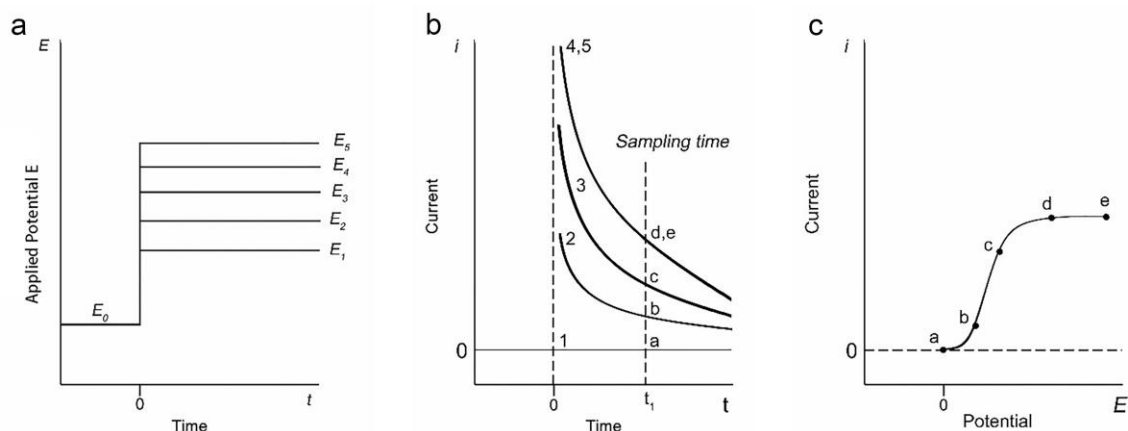 a
E
Applied Potential E
E₅
E₄
E₃
E₂
E₁
E₀
0
t
Time
b
i
4,5
Sampling time
3
2
d,e
c
b
1
a
Current
0
0
t₁
t
Time
c
i
d
e
c
b
a
Current
0
0
E
Potential